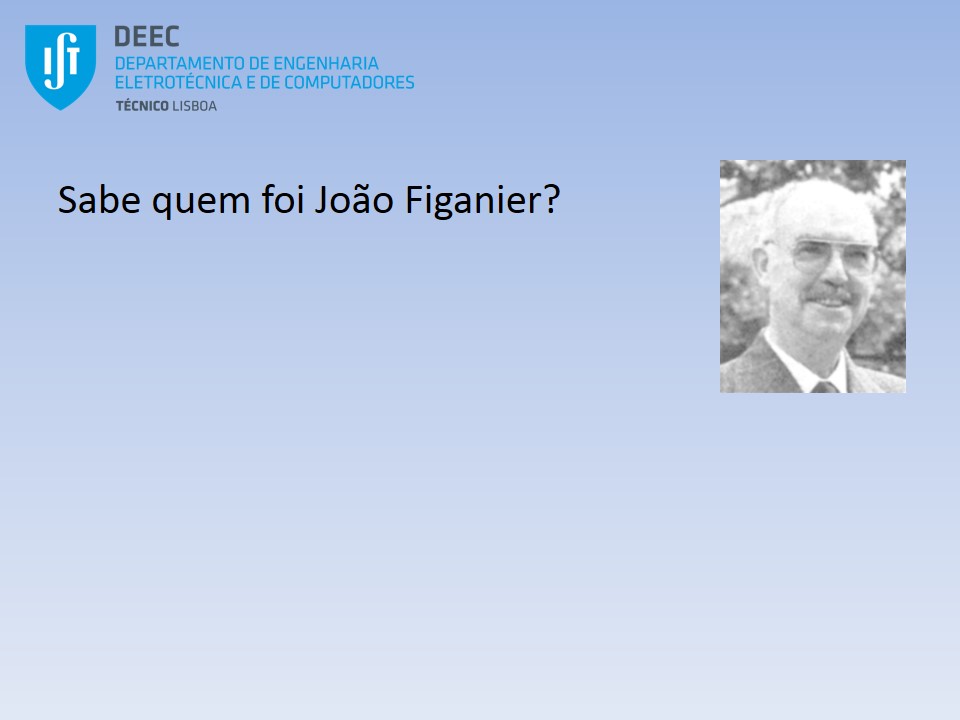 IST
DEEC
DEPARTAMENTO DE ENGENHARIA
ELETROTÉCNICA E DE COMPUTADORES
TÉCNICO LISBOA
Sabe quem foi João Figanier?